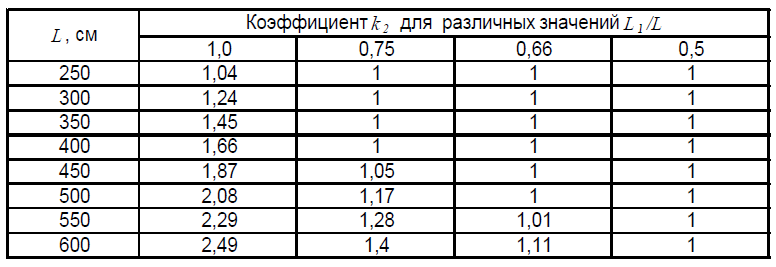 L, см Коэффициент k₂ для различных значений L₁/L
1,0 0,75 0,66 0,5
250 1,04 1 1 1
300 1,24 1 1 1
350 1,45 1 1 1
400 1,66 1 1 1
450 1,87 1,05 1 1
500 2,08 1,17 1 1
550 2,29 1,28 1,01 1
600 2,49 1,4 1,11 1